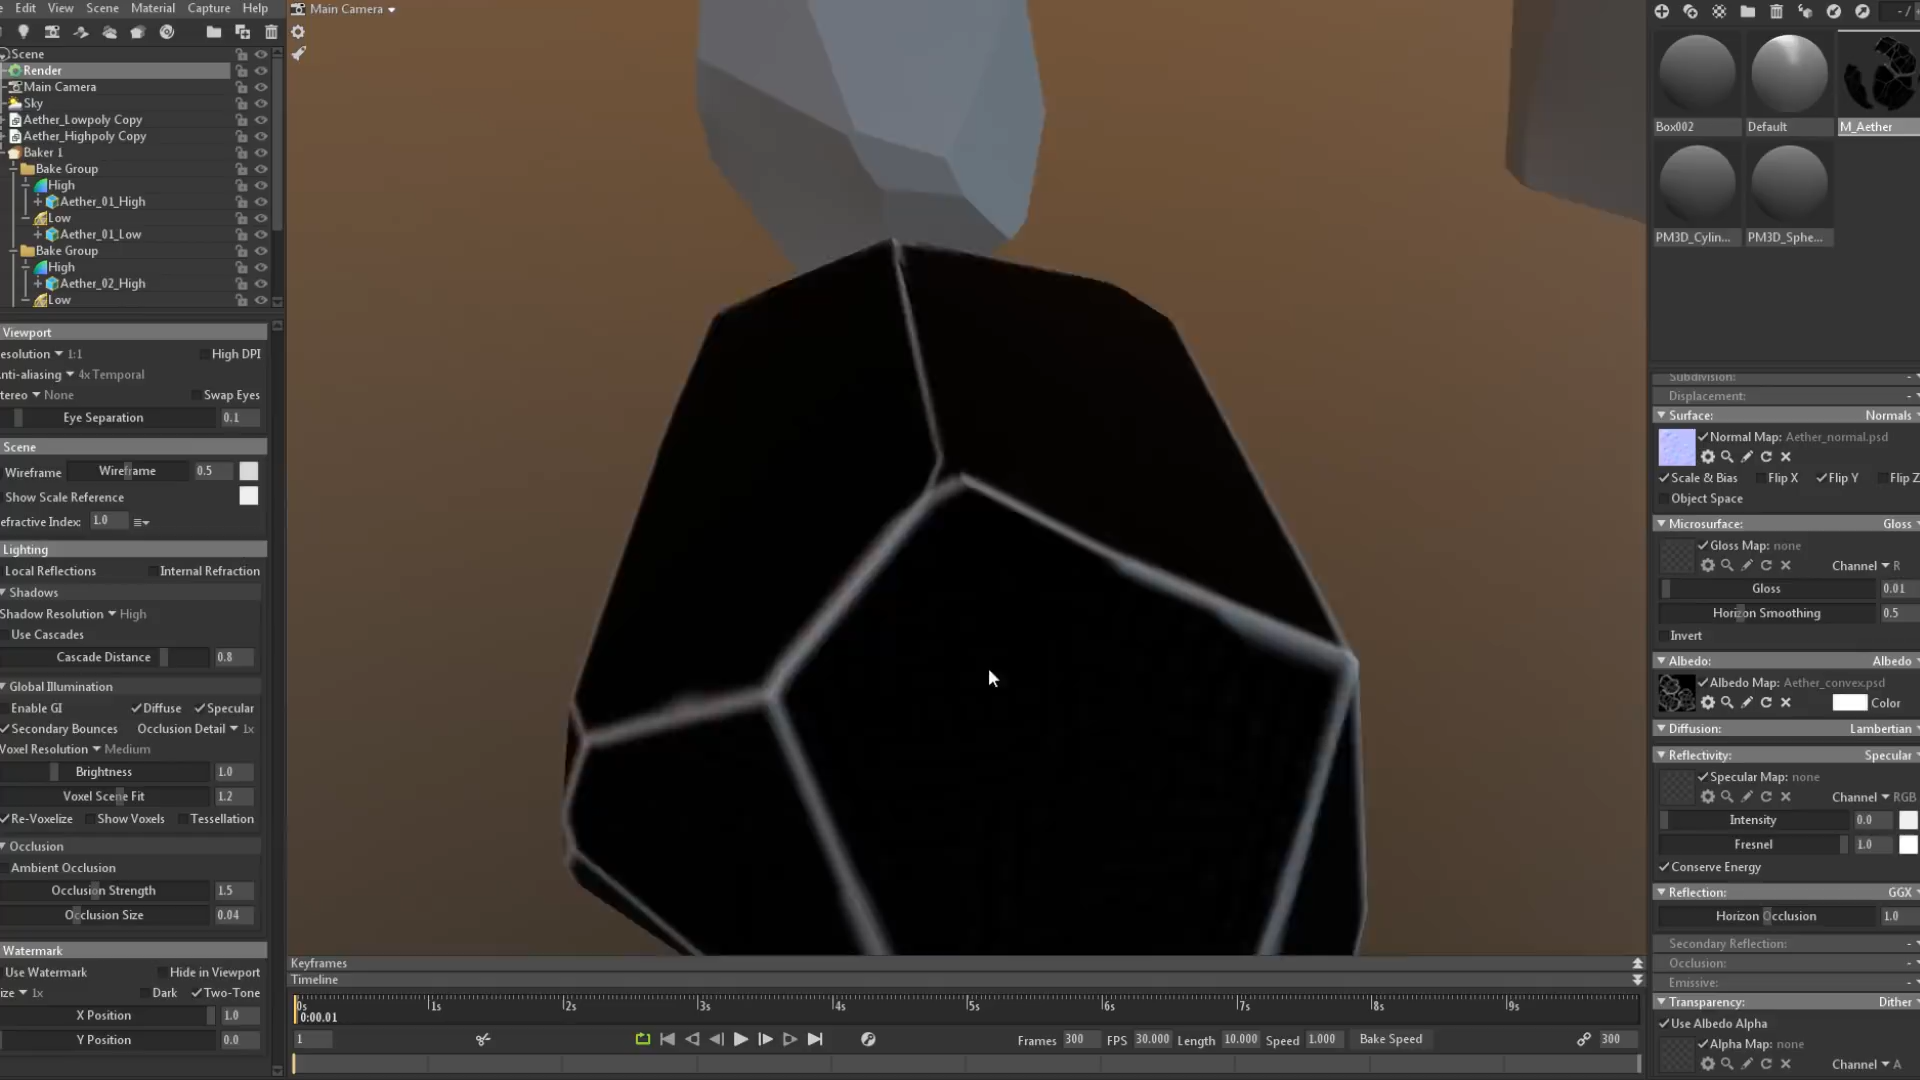 Edit View Scene Material Capture Help
Scene
Render
Main Camera
Sky
Aether_Lowpoly Copy
Aether_Highpoly Copy
Baker 1
Bake Group
High
Aether_01_High
Low
Aether_01_Low
Bake Group
High
Aether_02_High
Low
Viewport
esolution 1:1 High DPI
nti-aliasing 4x Temporal
tereo None Swap Eyes
Eye Separation 0.1
Scene
Wireframe Wireframe 0.5
Show Scale Reference
efractive Index: 1.0
Lighting
Local Reflections Internal Refraction
Shadows
Shadow Resolution High
Use Cascades
Cascade Distance 0.8
Global Illumination
Enable GI Diffuse Specular
Secondary Bounces Occlusion Detail 1x
Voxel Resolution Medium
Brightness 1.0
Voxel Scene Fit 1.2
Re-Voxelize Show Voxels Tessellation
Occlusion
Ambient Occlusion
Occlusion Strength 1.5
Occlusion Size 0.04
Watermark
Use Watermark Hide in Viewport
ize 1x Dark Two-Tone
X Position 1.0
Y Position 0.0
Main Camera
Keyframes
Timeline
0s 1s 2s 3s 4s 5s 6s 7s 8s 9s
0:00.01
1 Frames 300 FPS 30.000 Length 10.000 Speed 1.000 Bake Speed 300
- /
Box002 Default M_Aether
PM3D_Cylin... PM3D_Sphe...
Subdivision: -
Displacement: -
Surface: Normals
Normal Map: Aether_normal.psd
Scale & Bias Flip X Flip Y Flip Z
Object Space
Microsurface: Gloss
Gloss Map: none
Channel R
Gloss 0.01
Horizon Smoothing 0.5
Invert
Albedo: Albedo
Albedo Map: Aether_convex.psd
Color
Diffusion: Lambertian
Reflectivity: Specular
Specular Map: none
Channel RGB
Intensity 0.0
Fresnel 1.0
Conserve Energy
Reflection: GGX
Horizon Occlusion 1.0
Secondary Reflection: -
Occlusion: -
Emissive: -
Transparency: Dither
Use Albedo Alpha
Alpha Map: none
Channel A